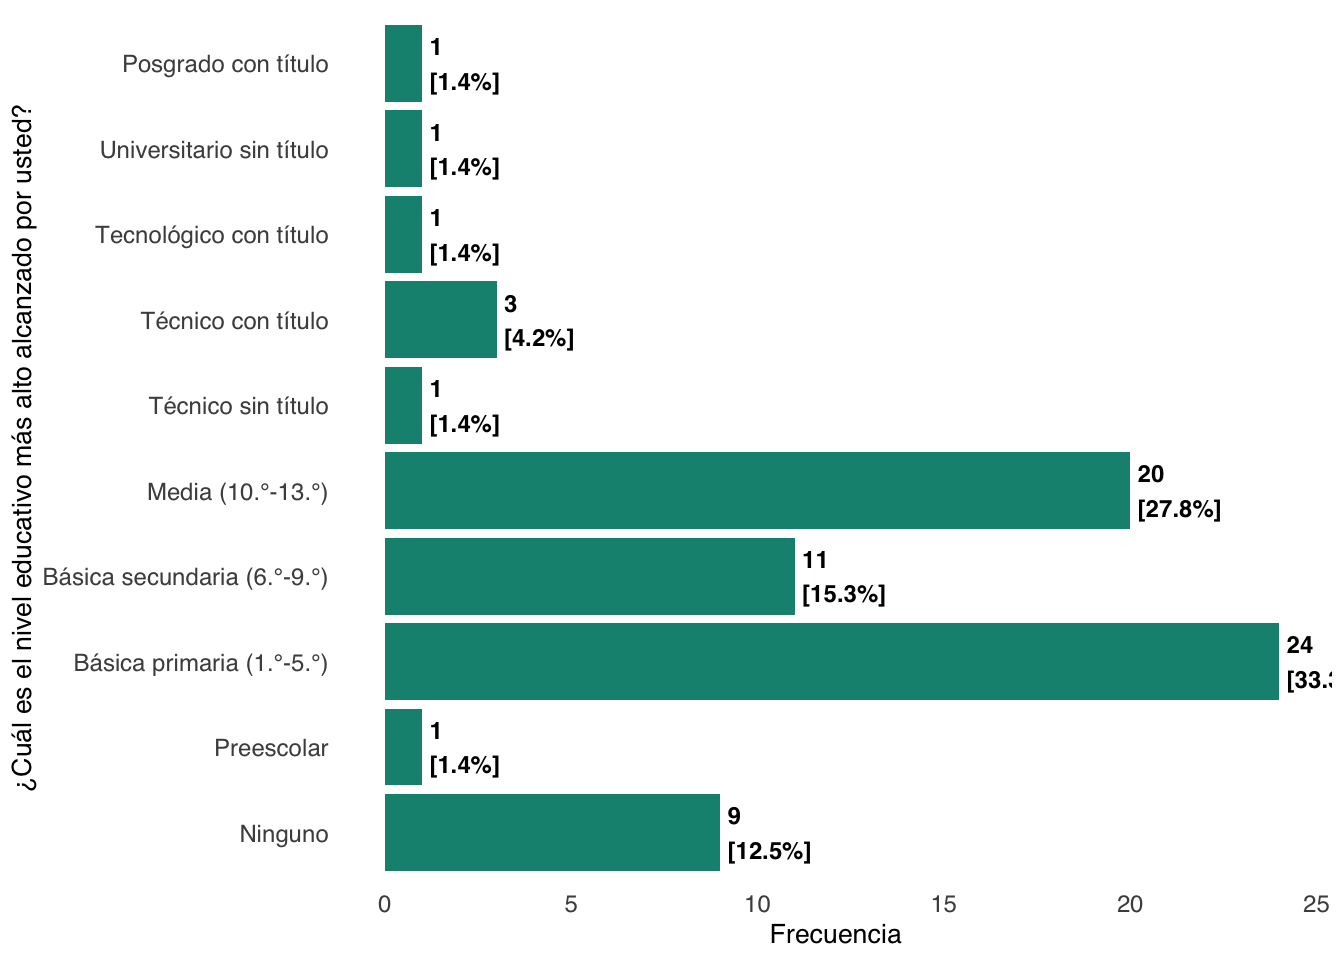 ¿Cuál es el nivel educativo más alto alcanzado por usted?
Posgrado con título
1
[1.4%]
Universitario sin título
1
[1.4%]
Tecnológico con título
1
[1.4%]
Técnico con título
3
[4.2%]
Técnico sin título
1
[1.4%]
Media (10.°-13.°)
20
[27.8%]
Básica secundaria (6.°-9.°)
11
[15.3%]
Básica primaria (1.°-5.°)
24
Preescolar
1
[1.4%]
Ninguno
9
[12.5%]
0 5 10 15 20 25
Frecuencia